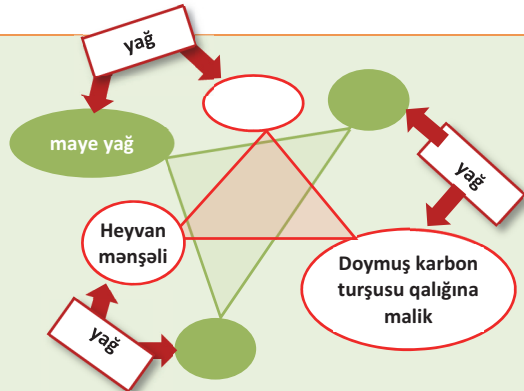 yağ
maye yağ
yağ
Heyvan
mənşəli
Doymuş karbon
turşusu qalığına
malik
yağ